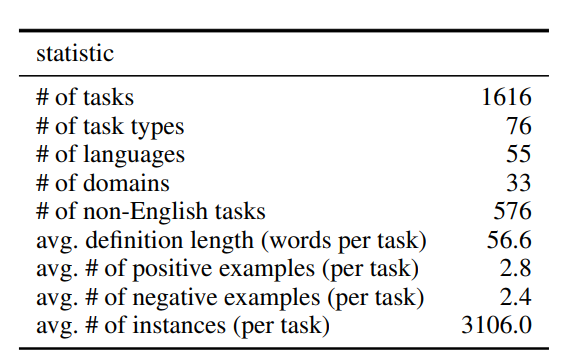 statistic
# of tasks 1616
# of task types 76
# of languages 55
# of domains 33
# of non-English tasks 576
avg. definition length (words per task) 56.6
avg. # of positive examples (per task) 2.8
avg. # of negative examples (per task) 2.4
avg. # of instances (per task) 3106.0